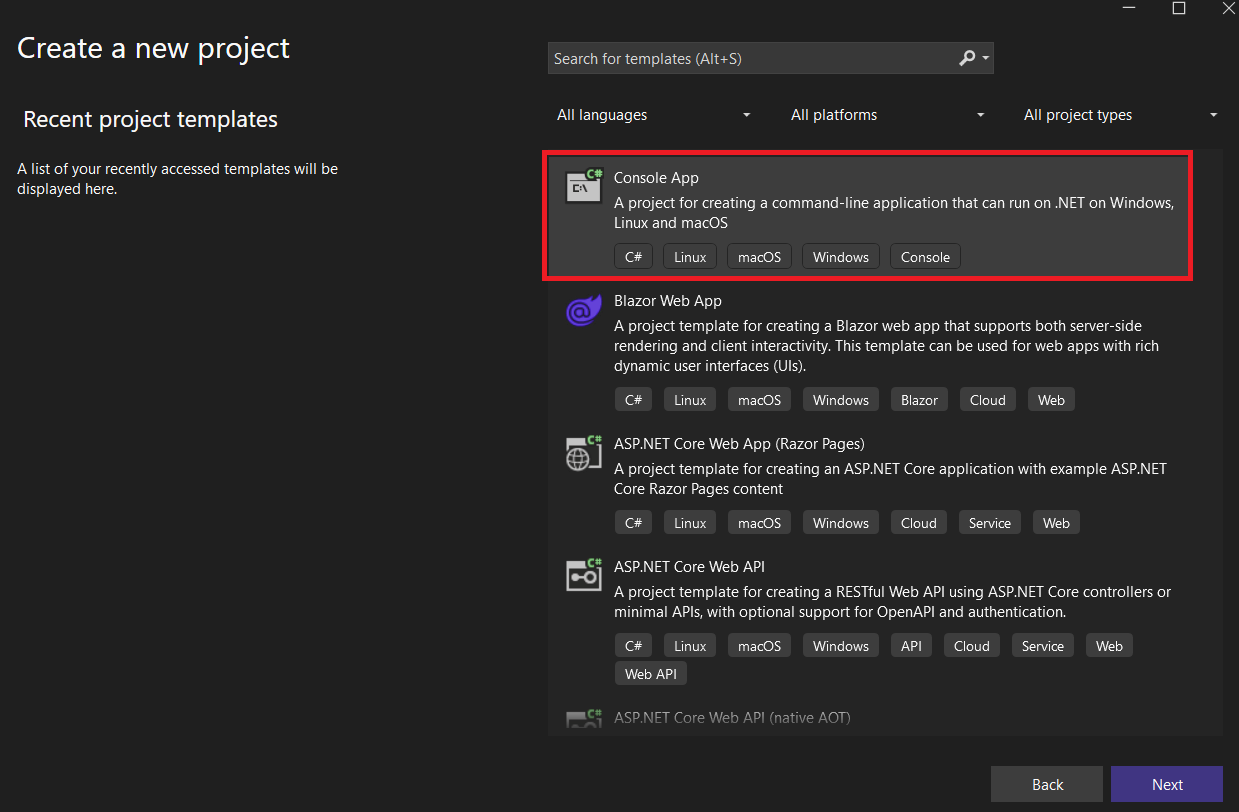 Create a new project
Recent project templates
A list of your recently accessed templates will be
displayed here.
Search for templates (Alt+S)
All languages
All platforms
All project types
C#
C:\
Console App
A project for creating a command-line application that can run on .NET on Windows,
Linux and macOS
C# Linux macOS Windows Console
@
Blazor Web App
A project template for creating a Blazor web app that supports both server-side
rendering and client interactivity. This template can be used for web apps with rich
dynamic user interfaces (UIs).
C# Linux macOS Windows Blazor Cloud Web
C#
ASP.NET Core Web App (Razor Pages)
A project template for creating an ASP.NET Core application with example ASP.NET
Core Razor Pages content
C# Linux macOS Windows Cloud Service Web
C#
ASP.NET Core Web API
A project template for creating a RESTful Web API using ASP.NET Core controllers or
minimal APIs, with optional support for OpenAPI and authentication.
C# Linux macOS Windows API Cloud Service Web
Web API
C#
ASP.NET Core Web API (native AOT)
Back
Next